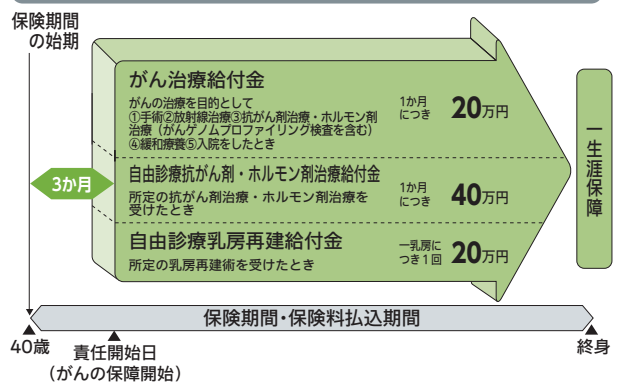 保険期間
の始期
がん治療給付金
がんの治療を目的として
①手術②放射線治療③抗がん剤治療・ホルモン剤
治療（がんゲノムプロファイリング検査を含む）
④緩和療養⑤入院をしたとき
1か月
につき
20万円
3か月
自由診療抗がん剤・ホルモン剤治療給付金
所定の抗がん剤治療・ホルモン剤治療を
受けたとき
1か月
につき
40万円
自由診療乳房再建給付金
所定の乳房再建術を受けたとき
一乳房に
つき1回
20万円
一生涯保障
保険期間・保険料払込期間
40歳
責任開始日
（がんの保障開始）
終身